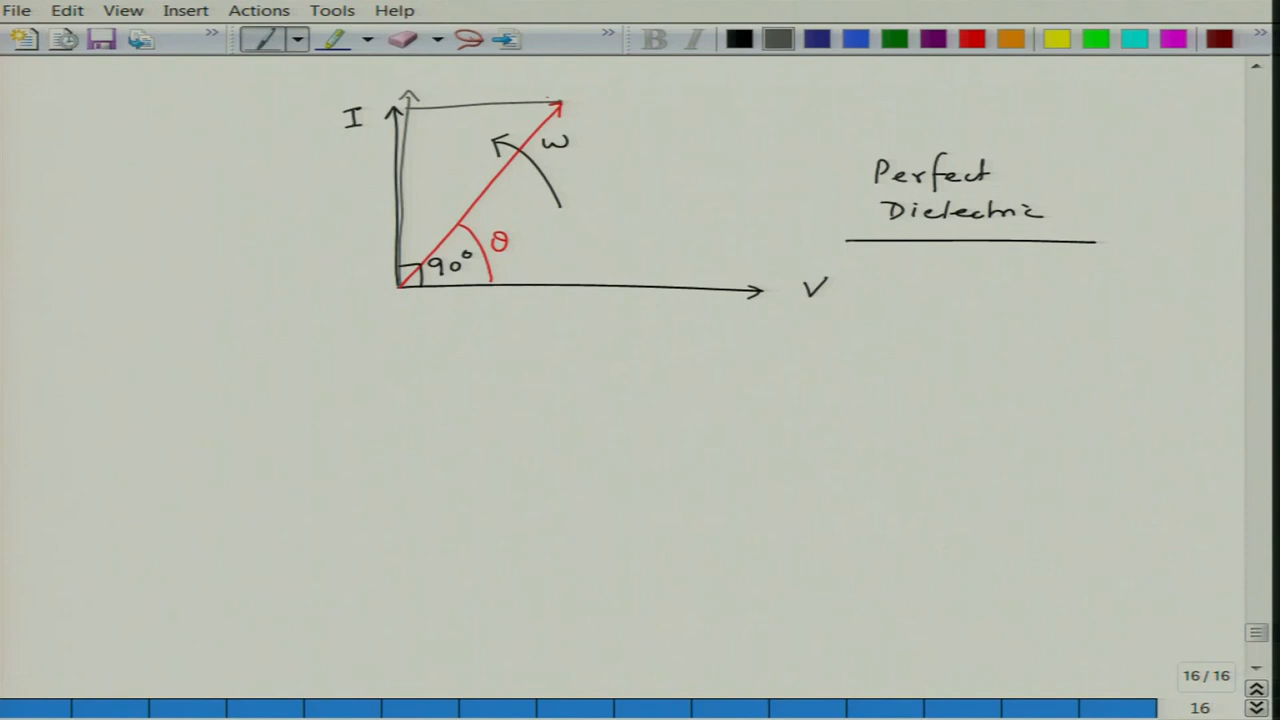 File Edit View Insert Actions Tools Help
B I
I
ω
Perfect
Dielectric
θ
90°
V
16 / 16
16